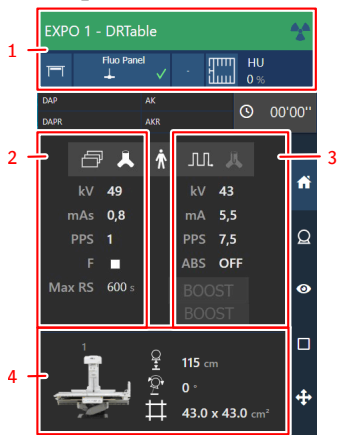 EXPO 1 - DRTable
1
Fluo Panel
HU
0 %
DAP
AK
00'00''
DAPR
AKR
2
3
kV 49
kV 43
mAs 0,8
mA 5,5
PPS 1
PPS 7,5
F
ABS OFF
Max RS 600 s
BOOST
BOOST
1
115 cm
4
0 °
43.0 x 43.0 cm²